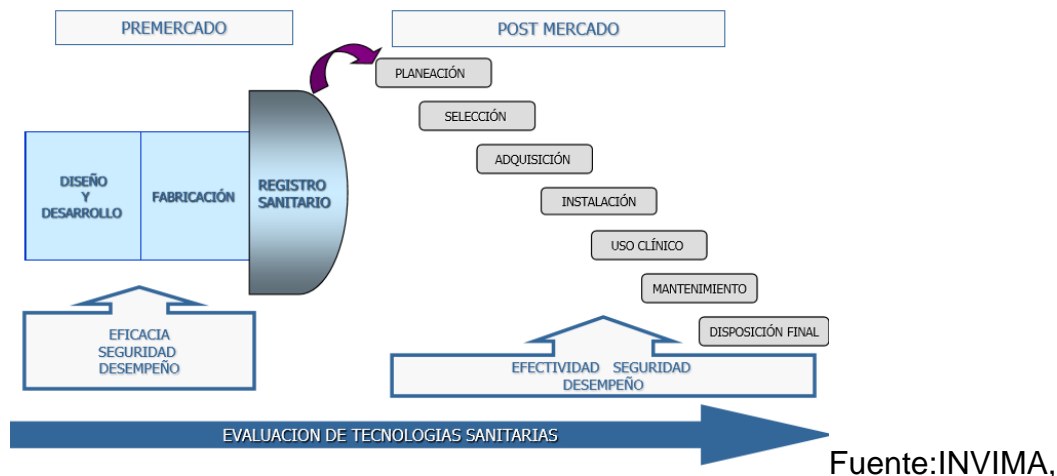 PREMERCADO
POST MERCADO
PLANEACIÓN
SELECCIÓN
ADQUISICIÓN
INSTALACIÓN
USO CLÍNICO
MANTENIMIENTO
DISPOSICIÓN FINAL
DISEÑO
Y
DESARROLLO
FABRICACIÓN
REGISTRO
SANITARIO
EFICACIA
SEGURIDAD
DESEMPEÑO
EFECTIVIDAD SEGURIDAD
DESEMPEÑO
EVALUACION DE TECNOLOGIAS SANITARIAS
Fuente:INVIMA,